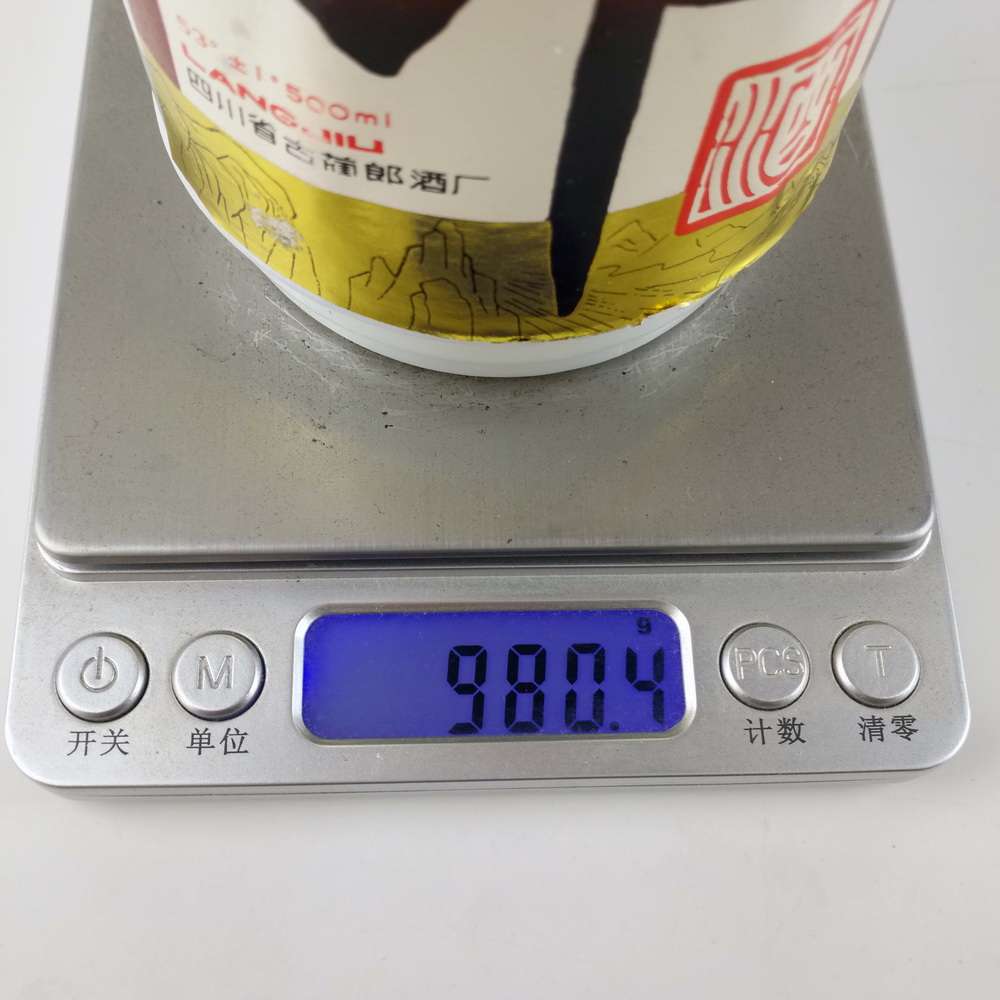 53°±1°500ml
LANGJIU
四川省古蔺郎酒厂
g
980.4
M
PCS
T
开关
单位
计数
清零